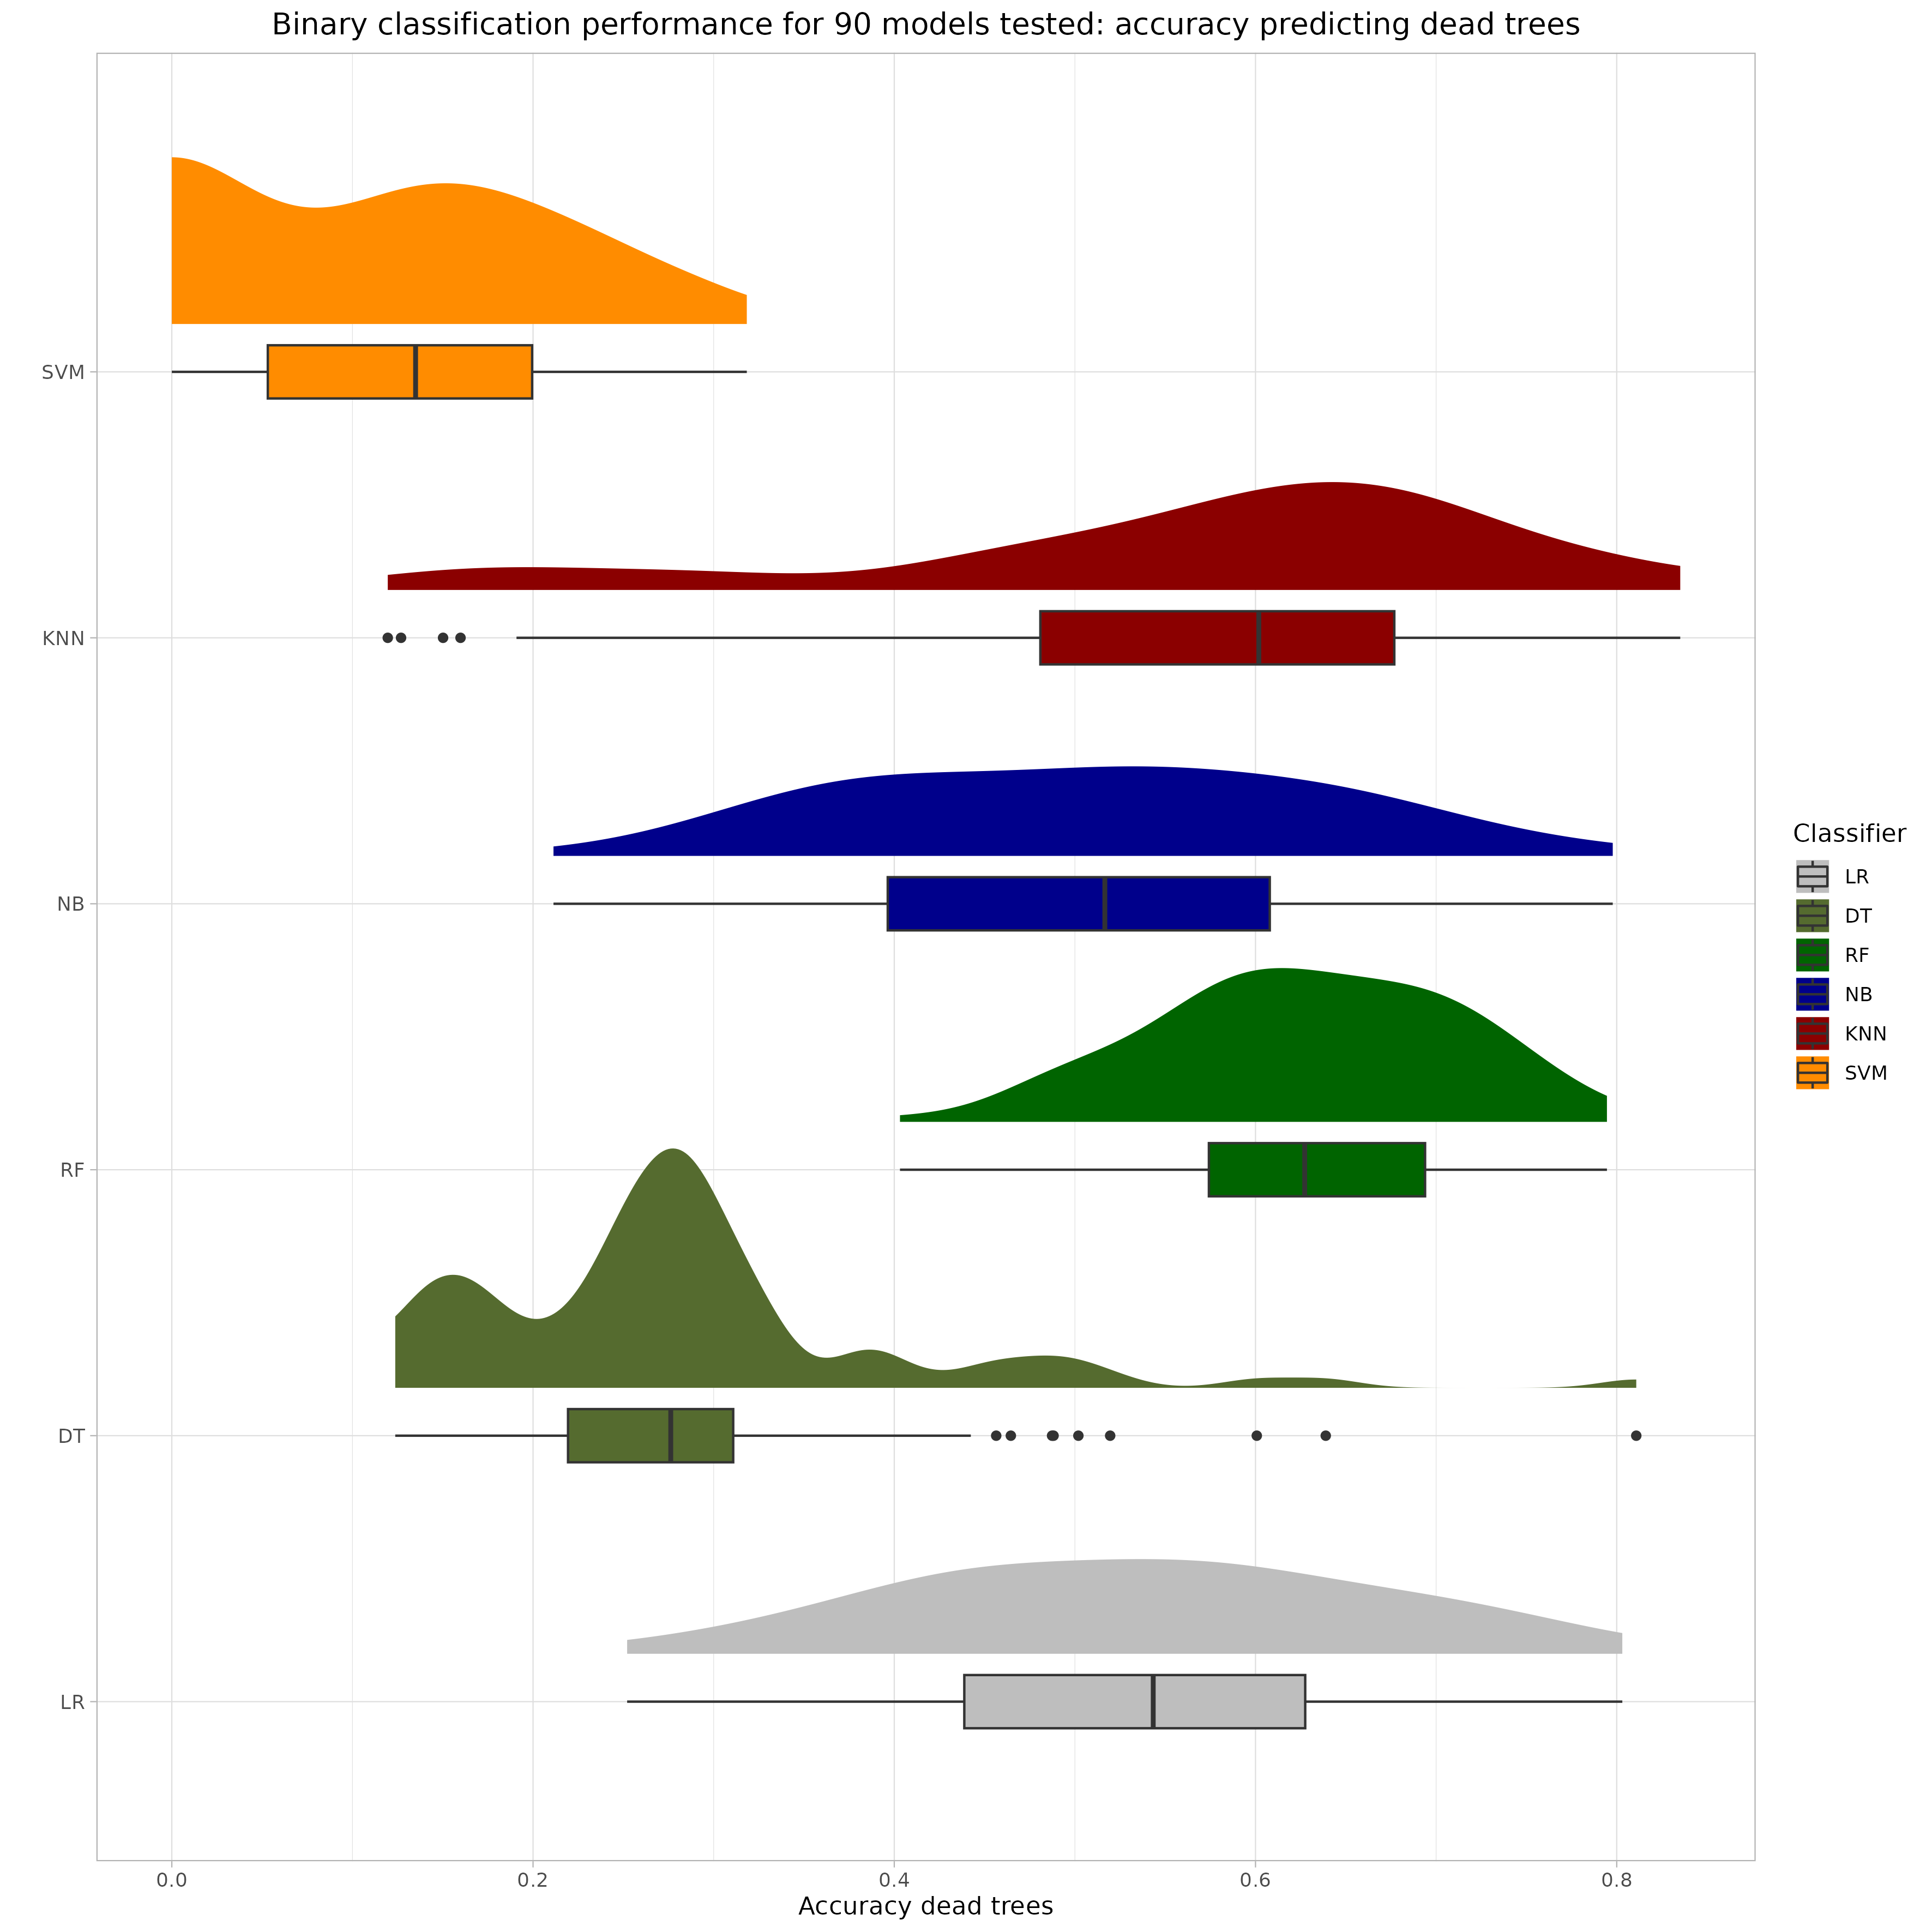 Binary classification performance for 90 models tested: accuracy predicting dead trees
SVM
KNN
NB
RF
DT
LR
0.0 0.2 0.4 0.6 0.8
Accuracy dead trees
Classifier
LR
DT
RF
NB
KNN
SVM